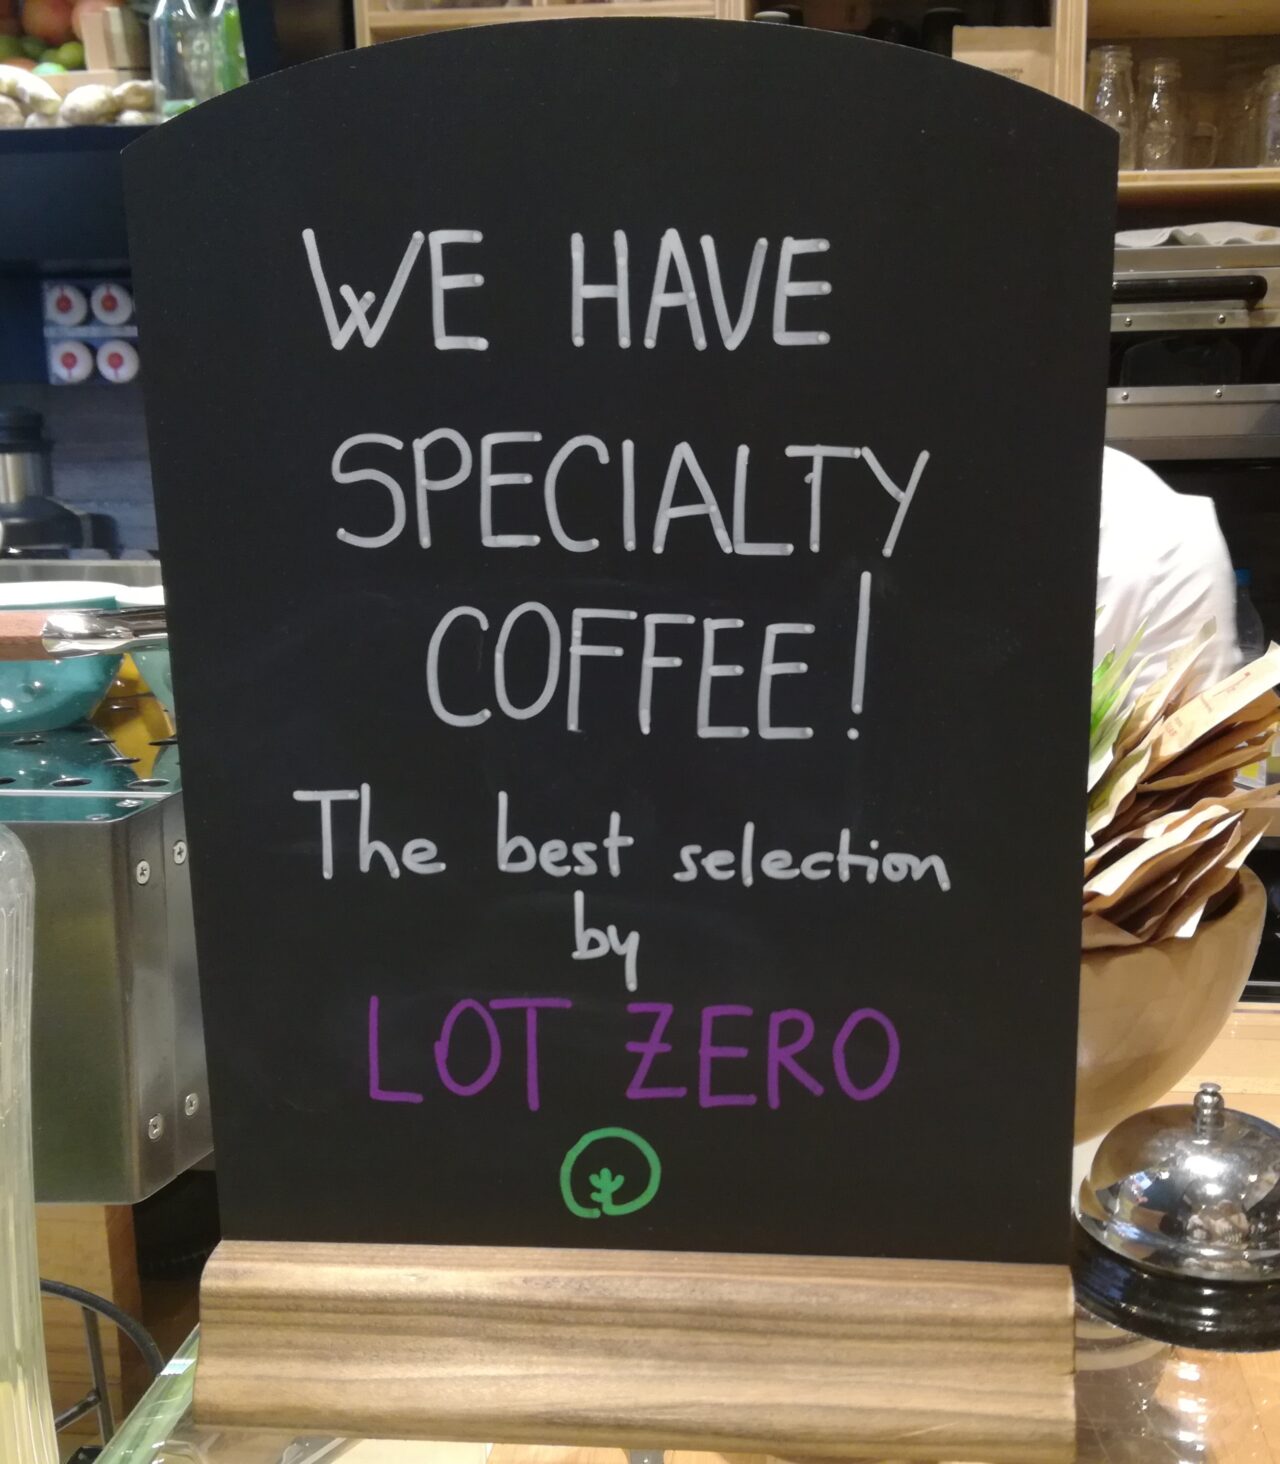 WE HAVE
SPECIALTY
COFFEE!
The best selection
by
LOT ZERO